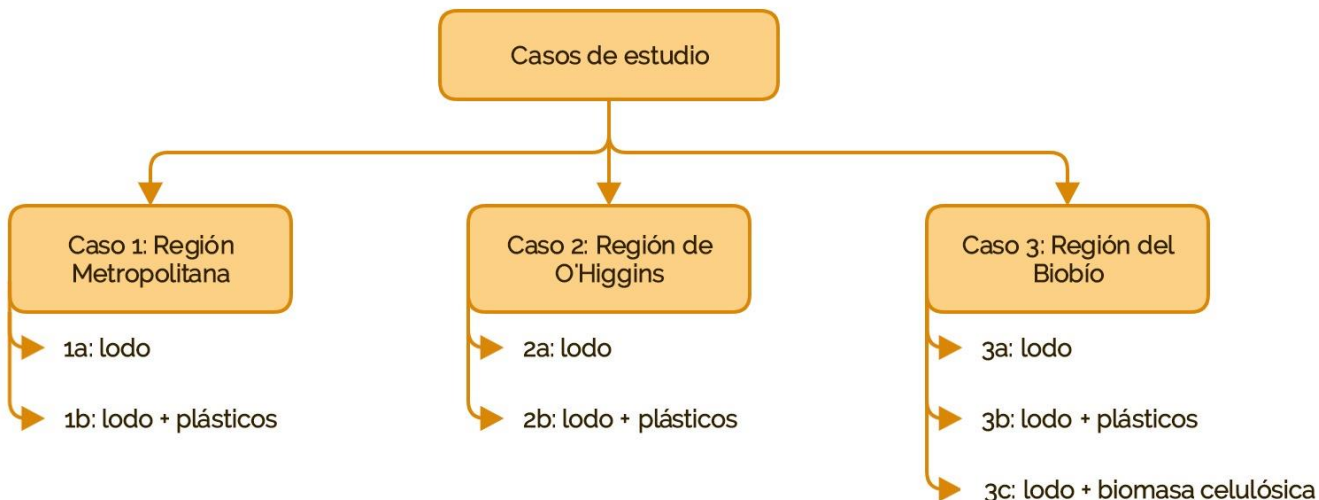 Casos de estudio
Caso 1: Región
Metropolitana
1a: lodo
1b: lodo + plásticos
Caso 2: Región de
O'Higgins
2a: lodo
2b: lodo + plásticos
Caso 3: Región del
Biobío
3a: lodo
3b: lodo + plásticos
3c: lodo + biomasa celulósica